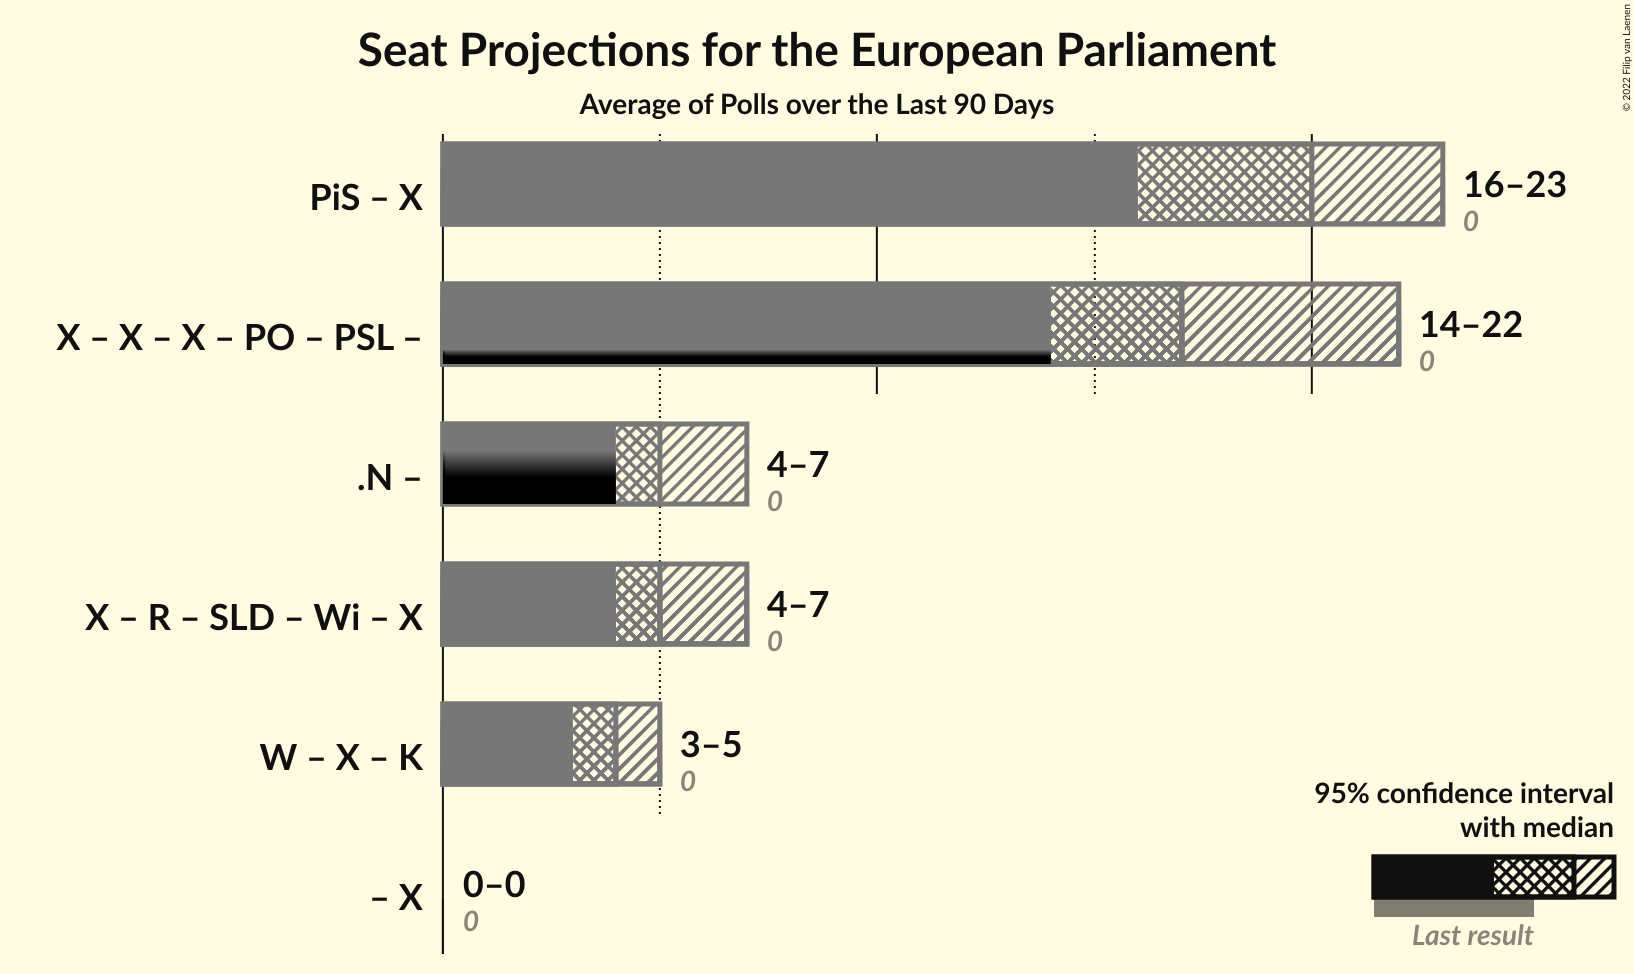 Seat Projections for the European Parliament
Average of Polls over the Last 90 Days
© 2022 Filip van Laenen
PiS – X
16–23
0
X – X – X – PO – PSL –
14–22
0
.N –
4–7
0
X – R – SLD – Wi – X
4–7
0
W – X – K
3–5
0
– X
0–0
0
95% confidence interval
with median
Last result